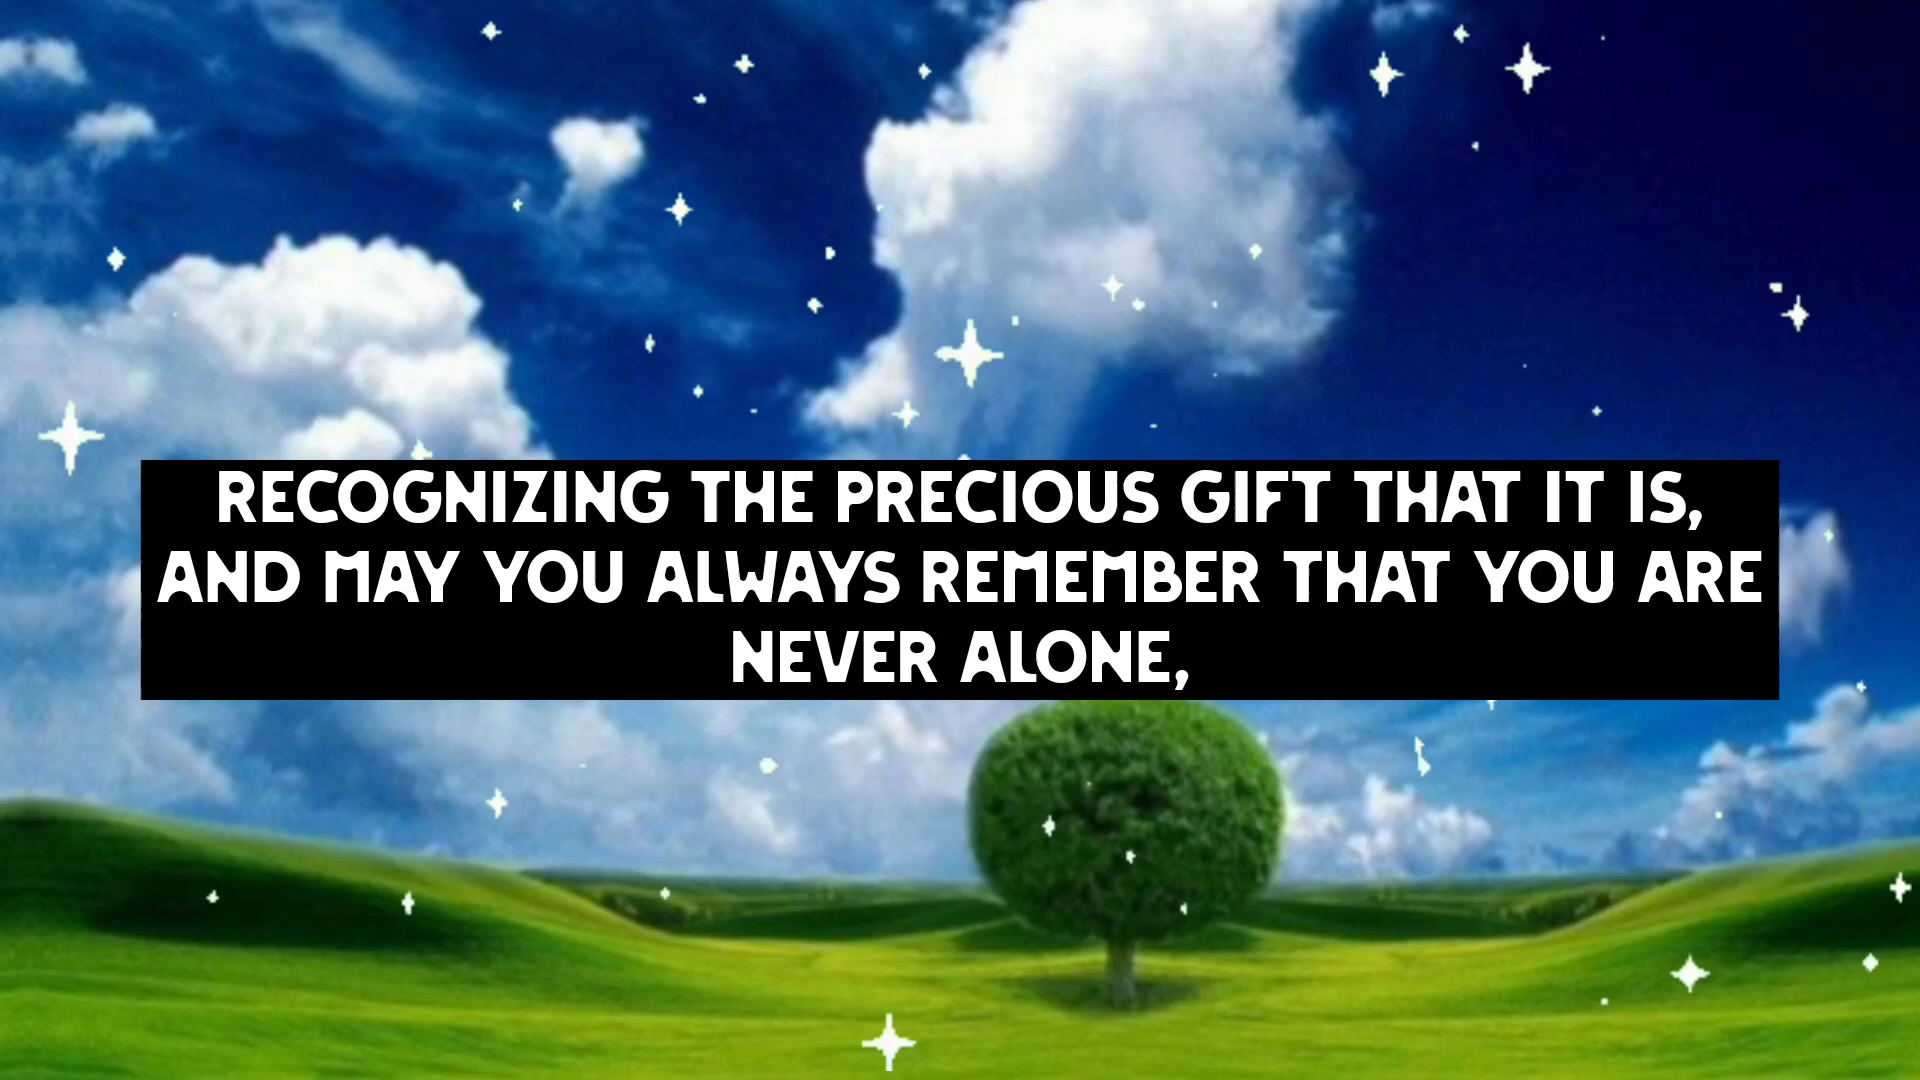 RECOGNIZING THE PRECIOUS GIFT THAT IT IS,
AND MAY YOU ALWAYS REMEMBER THAT YOU ARE
NEVER ALONE,